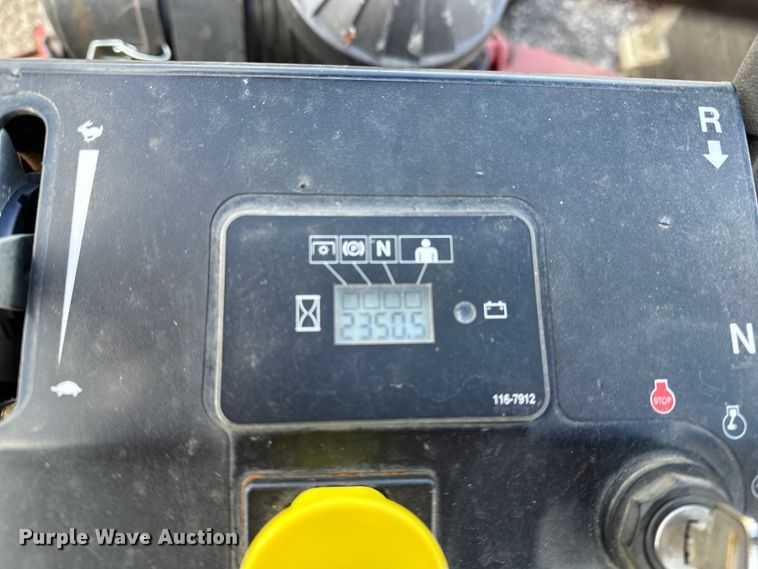 R
P
N
2350.5
N
116-7912
STOP
Purple Wave Auction